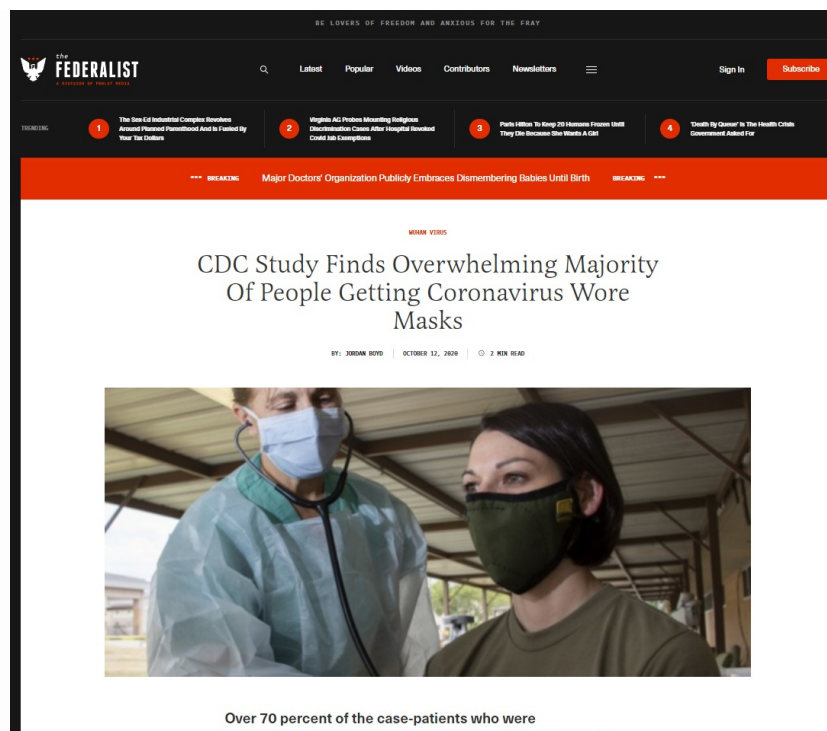 BE LOVERS OF FREEDOM AND ANXIOUS FOR THE FRAY
the
FEDERALIST
A DIVISION OF FDRLST MEDIA
Latest
Popular
Videos
Contributors
Newsletters
Sign In
Subscribe
TRENDING
1
The Sex Ed Industrial Complex Revolves
Around Planned Parenthood And Is Fueled By
Your Tax Dollars
2
Virginia AG Probes Mounting Religious
Discrimination Cases After Hospital Revoked
Covid Jab Exemptions
3
Paris Hilton To Keep 20 Humans Frozen Until
They Die Because She Wants A Girl
4
'Death By Queue' Is The Health Crisis
Government Asked For
BREAKING
Major Doctors' Organization Publicly Embraces Dismembering Babies Until Birth
BREAKING
WUHAN VIRUS
CDC Study Finds Overwhelming Majority
Of People Getting Coronavirus Wore
Masks
BY: JORDAN BOYD
OCTOBER 12, 2020
2 MIN READ
Over 70 percent of the case-patients who were